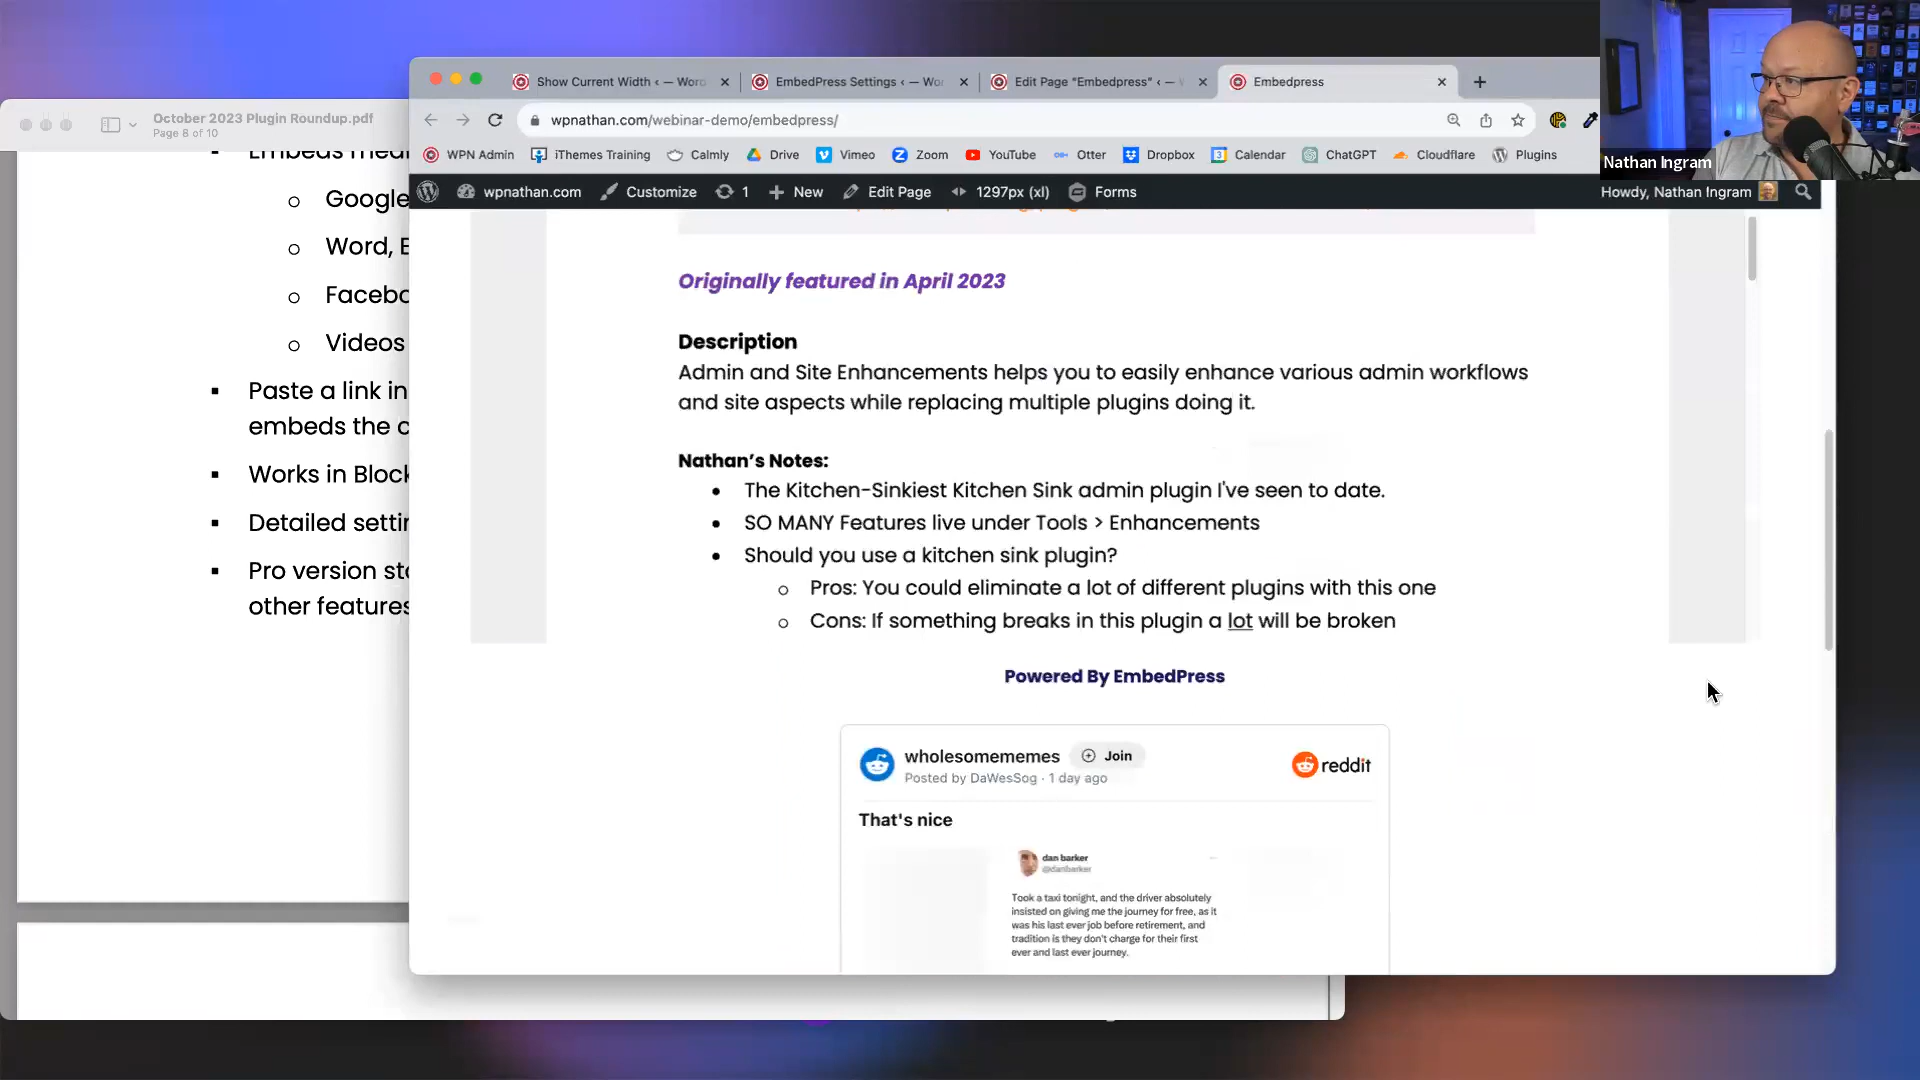 October 2023 Plugin Roundup.pdf
Page 8 of 10
Google
Word, E
Facebo
Videos
Paste a link in
embeds the c
Works in Block
Detailed settin
Pro version sta
other features
Show Current Width ‹ — Word
EmbedPress Settings ‹ — Wor
Edit Page "Embedpress" ‹ — W
Embedpress
wpnathan.com/webinar-demo/embedpress/
WPN Admin
iThemes Training
Calmly
Drive
Vimeo
Zoom
YouTube
Otter
Dropbox
Calendar
ChatGPT
Cloudflare
Plugins
Nathan Ingram
wpnathan.com
Customize
1
New
Edit Page
1297px (xl)
Forms
Howdy, Nathan Ingram
Originally featured in April 2023
Description
Admin and Site Enhancements helps you to easily enhance various admin workflows
and site aspects while replacing multiple plugins doing it.
Nathan's Notes:
The Kitchen-Sinkiest Kitchen Sink admin plugin I've seen to date.
SO MANY Features live under Tools > Enhancements
Should you use a kitchen sink plugin?
Pros: You could eliminate a lot of different plugins with this one
Cons: If something breaks in this plugin a lot will be broken
Powered By EmbedPress
wholesomememes
Join
Posted by DaWesSog · 1 day ago
reddit
That's nice
dan barker
@danbarker
Took a taxi tonight, and the driver absolutely
insisted on giving me the journey for free, as it
was his last ever job before retirement, and
tradition is they don't charge for their first
ever and last ever journey.